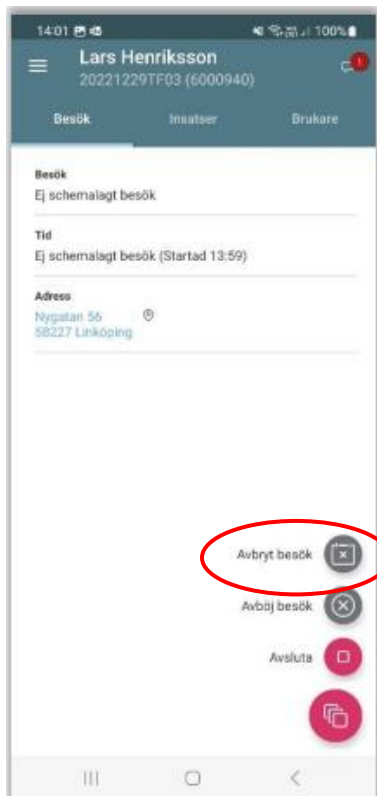 14:01 100%
Lars Henriksson
20221229TF03 (6000940)
Besök Insatser Brukare
Besök
Ej schemalagt besök
Tid
Ej schemalagt besök (Startad 13:59)
Adress
Nygatan 56
58227 Linköping
Avbryt besök
Avböj besök
Avsluta